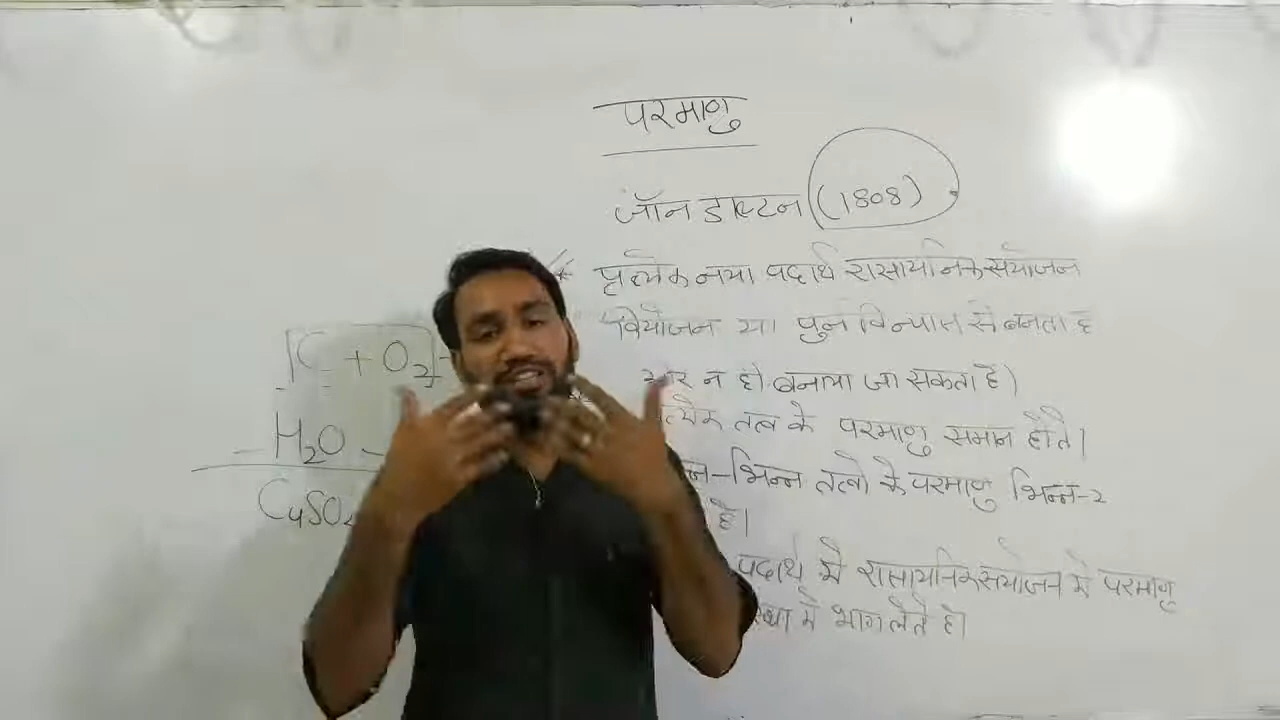 परमाणु
जॉन डाल्टन (1808)
* प्रत्येक नया पदार्थ रासायनिक संयोजन
वियोजन या पुन विन्यास से बनता है
न ही बनाया जा सकता है)
तत्व के परमाणु समान होते।
-भिन्न तत्वो के परमाणु भिन्न-2
है।
पदार्थ मे रासायनिक संयोजन मे परमाणु
मे भाग लेते है।
C + O2
H2O
CuSO4